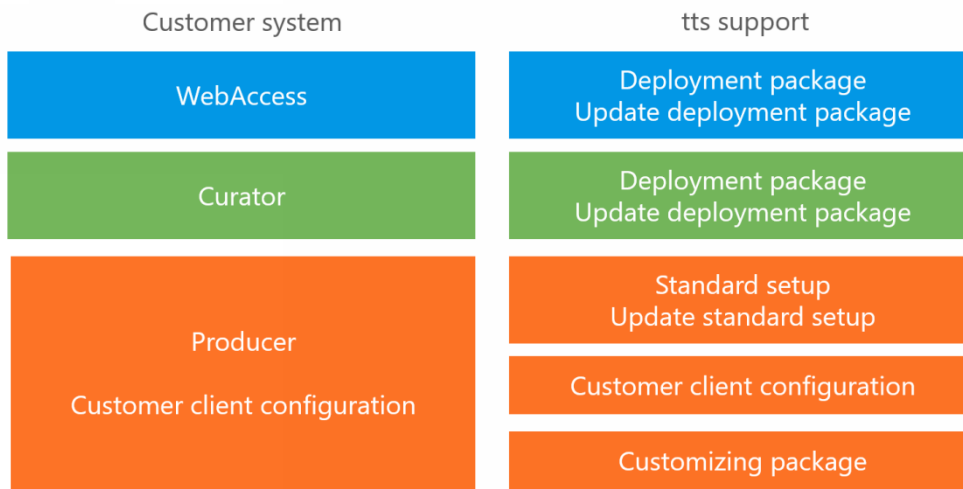 Customer system
tts support
WebAccess
Deployment package
Update deployment package
Curator
Deployment package
Update deployment package
Producer
Customer client configuration
Standard setup
Update standard setup
Customer client configuration
Customizing package